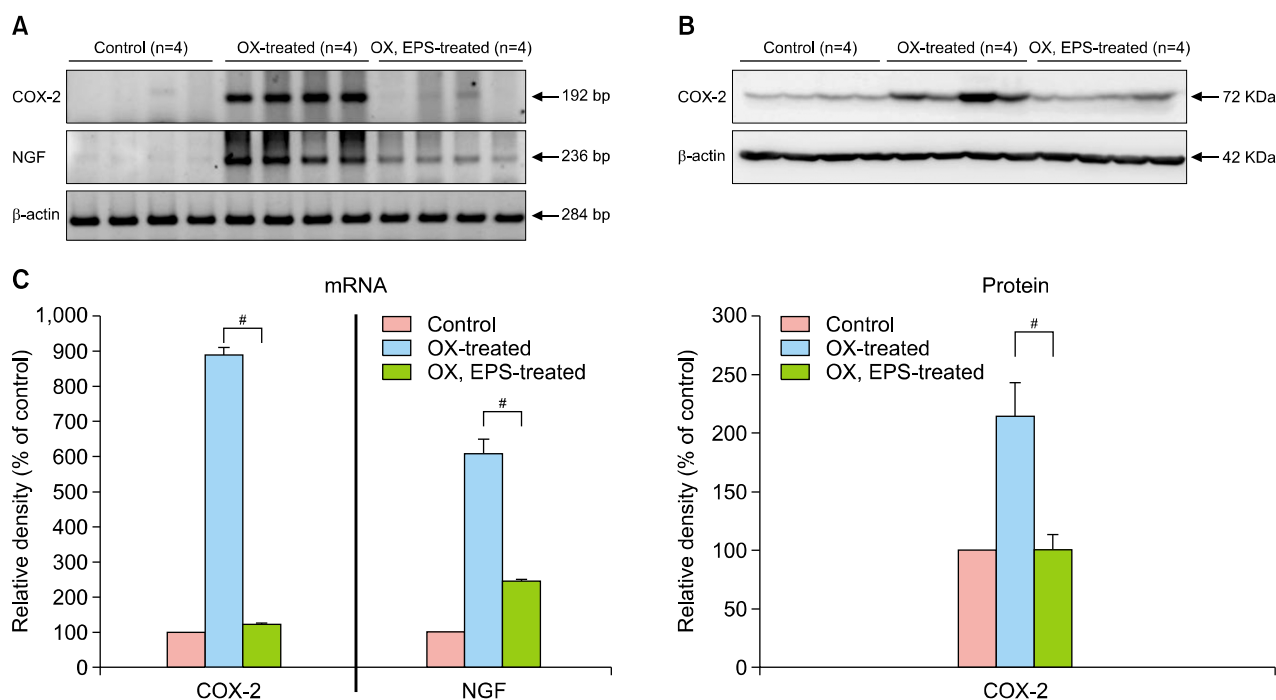 A
Control (n=4) OX-treated (n=4) OX, EPS-treated (n=4)
COX-2 192 bp
NGF 236 bp
β-actin 284 bp
B
Control (n=4) OX-treated (n=4) OX, EPS-treated (n=4)
COX-2 72 KDa
β-actin 42 KDa
C
mRNA
Relative density (% of control)
1,000
900
800
700
600
500
400
300
200
100
0
#
#
Control
OX-treated
OX, EPS-treated
COX-2 NGF
Protein
Relative density (% of control)
300
250
200
150
100
50
0
Control
OX-treated
OX, EPS-treated
#
COX-2